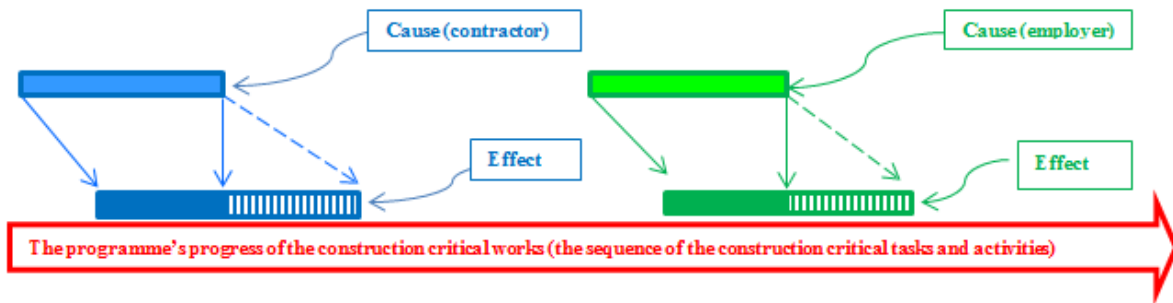 Cause (contractor)
Cause (employer)
Effect
Effect
The programme's progress of the construction critical works (the sequence of the construction critical tasks and activities)